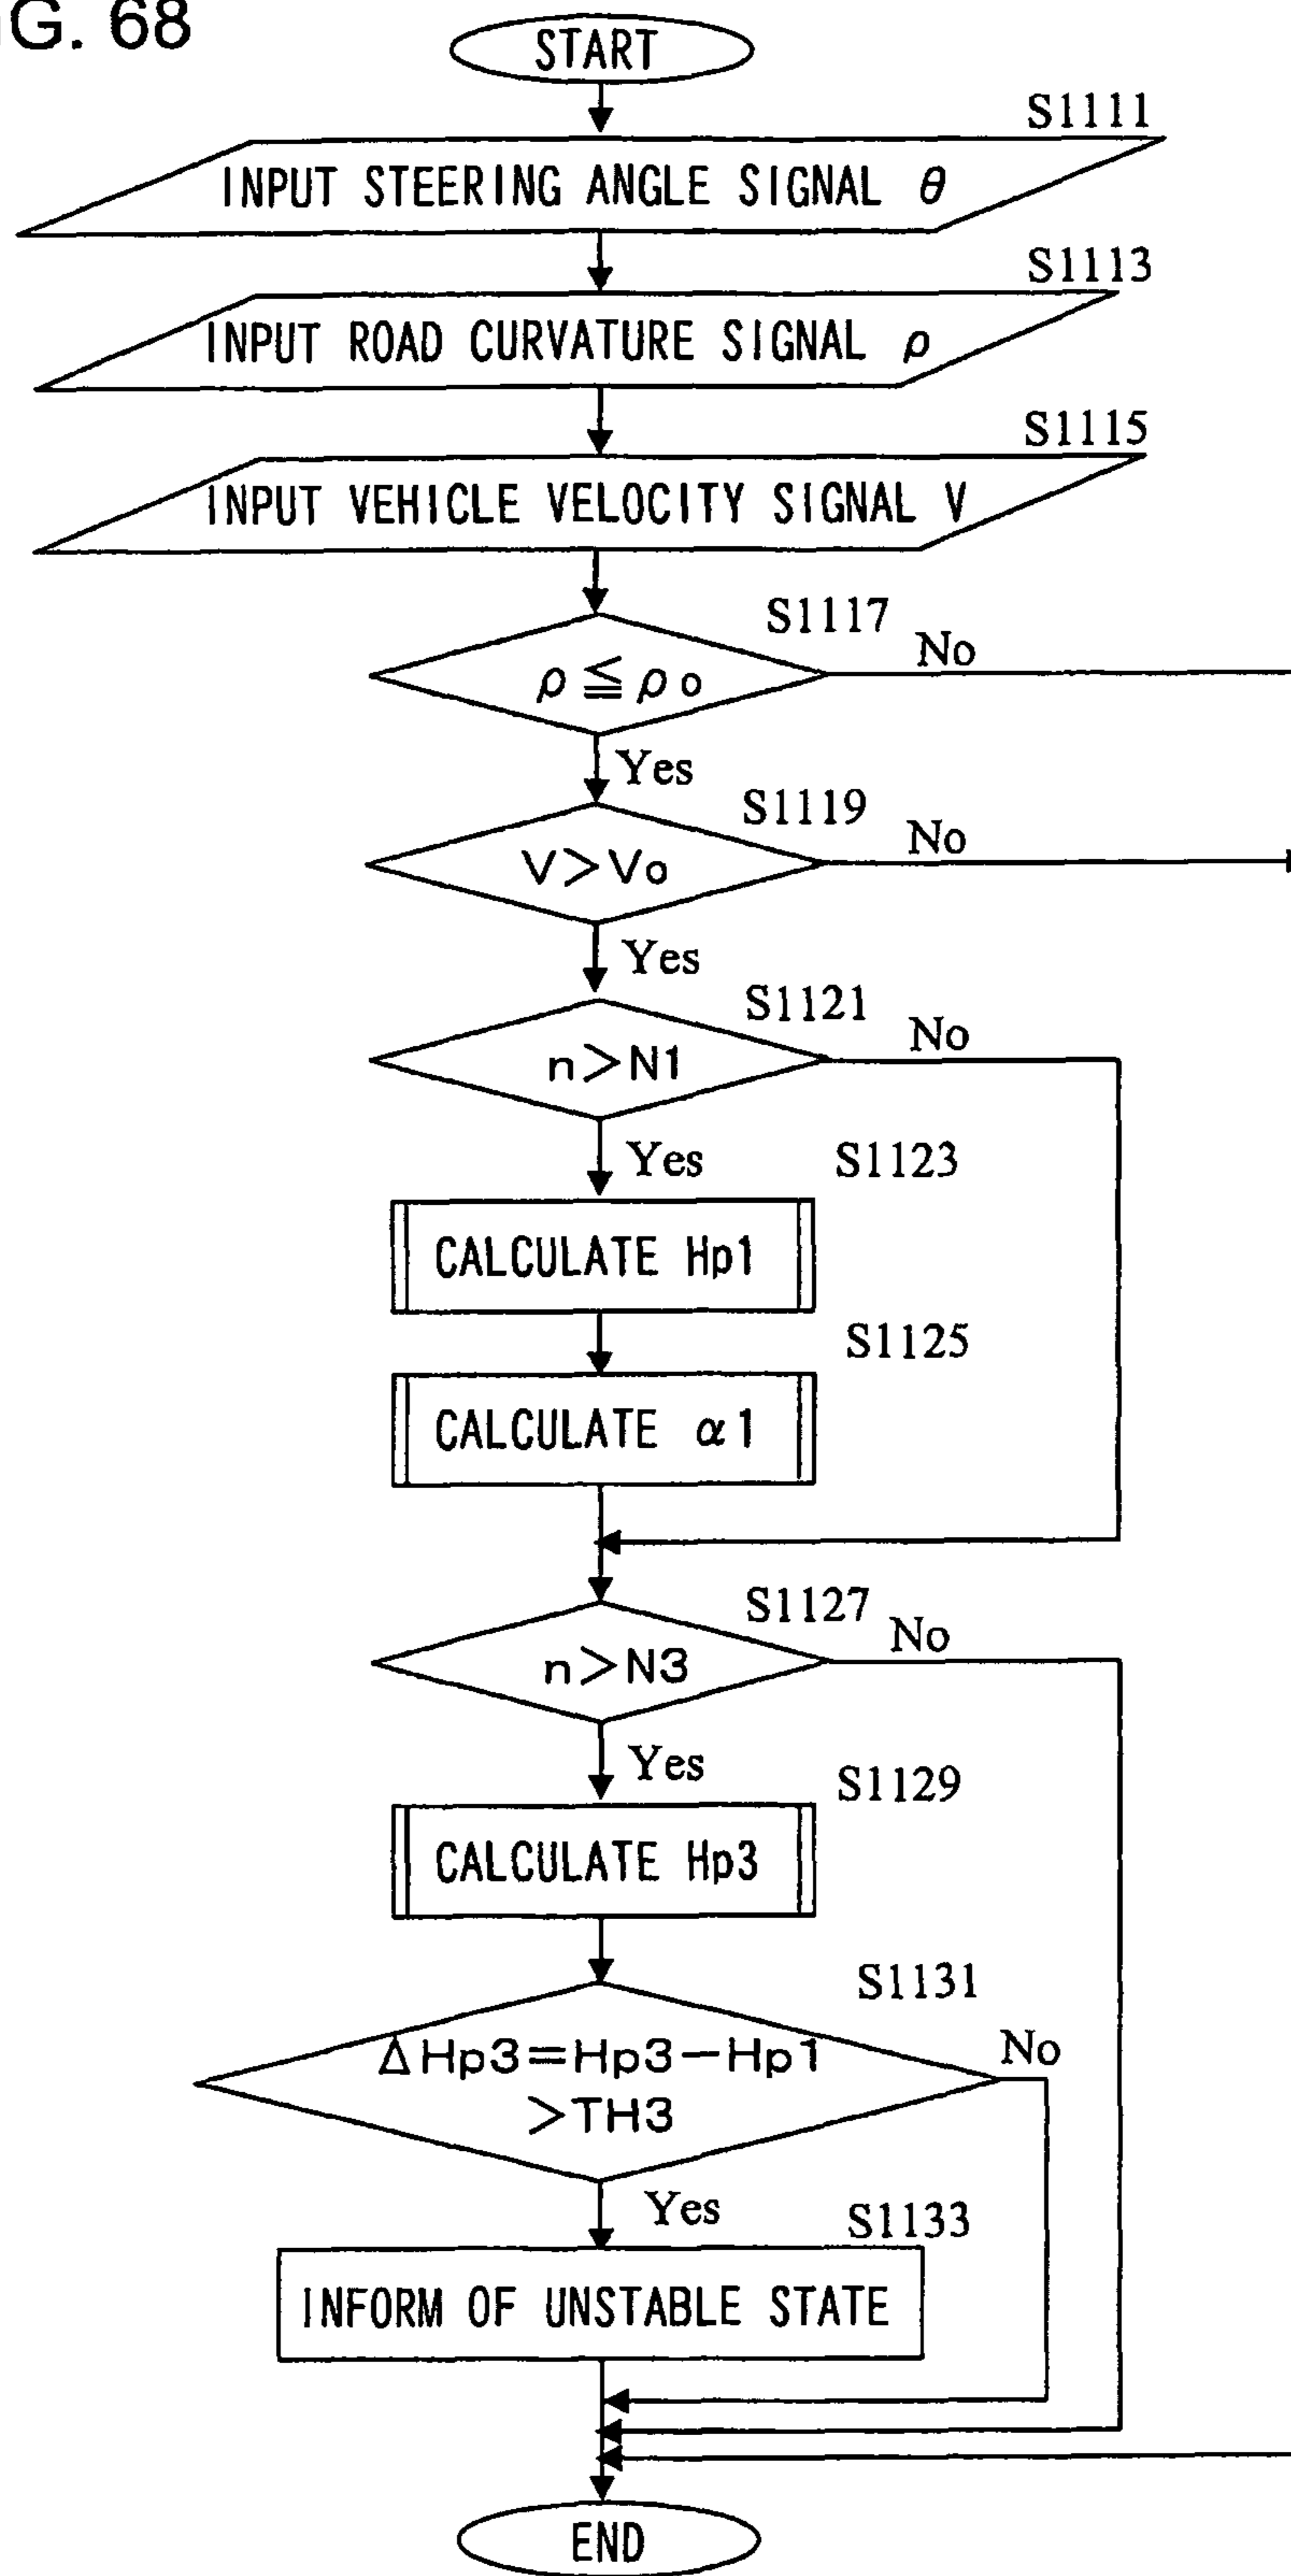 G. 68
START
S1111
INPUT STEERING ANGLE SIGNAL θ
S1113
INPUT ROAD CURVATURE SIGNAL ρ
S1115
INPUT VEHICLE VELOCITY SIGNAL V
S1117
ρ ≦ ρo
No
Yes
S1119
V>Vo
No
Yes
S1121
n>N1
No
Yes
S1123
CALCULATE Hp1
S1125
CALCULATE α1
S1127
n>N3
No
Yes
S1129
CALCULATE Hp3
S1131
ΔHp3=Hp3−Hp1
>TH3
No
Yes
S1133
INFORM OF UNSTABLE STATE
END